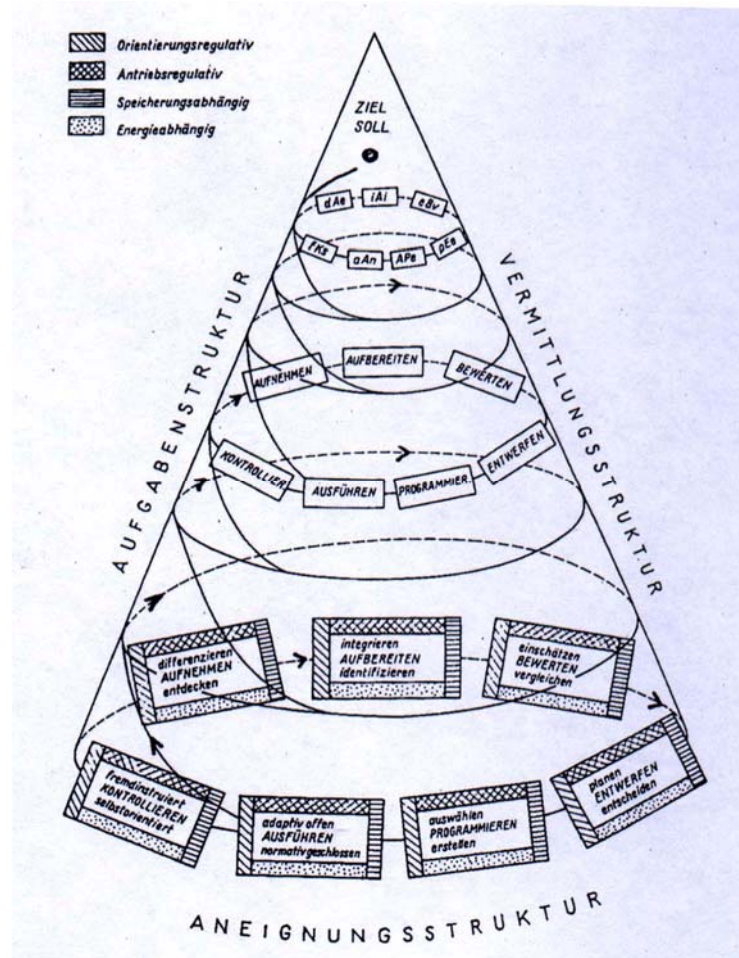 Orientierungsregulativ
Antriebsregulativ
Speicherungsabhängig
Energieabhängig
ZIEL
SOLL
dAe
iAi
eBv
fKs
aAn
APe
pEe
AUFGABENSTRUKTUR
VERMITTLUNGSSTRUKTUR
AUFNEHMEN
AUFBEREITEN
BEWERTEN
KONTROLLIER.
AUSFÜHREN
PROGRAMMIER.
ENTWERFEN
differenzieren
AUFNEHMEN
entdecken
integrieren
AUFBEREITEN
identifizieren
einschätzen
BEWERTEN
vergleichen
fremdinstruiert
KONTROLLIEREN
selbstorientiert
adaptiv offen
AUSFÜHREN
normativ geschlossen
auswählen
PROGRAMMIEREN
erstellen
planen
ENTWERFEN
entscheiden
ANEIGNUNGSSTRUKTUR